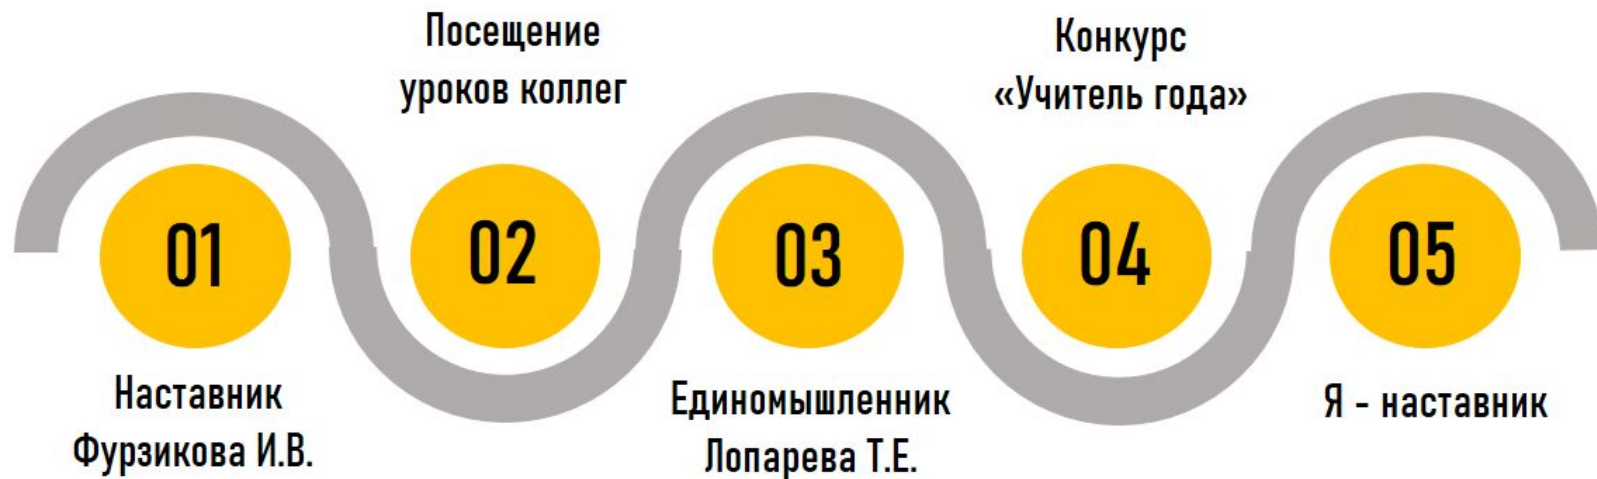 01
Наставник
Фурзикова И.В.
Посещение
уроков коллег
02
03
Единомышленник
Лопарева Т.Е.
Конкурс
«Учитель года»
04
05
Я - наставник